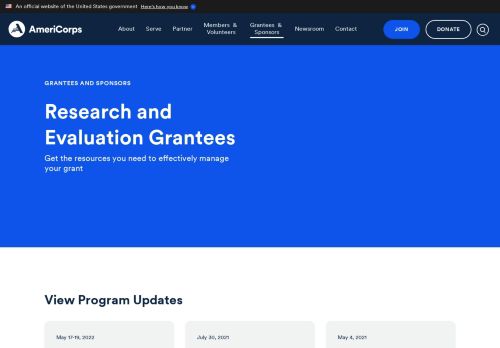 An official website of the United States government Here's how you know
AmeriCorps
About Serve Partner Members & Volunteers Grantees & Sponsors Newsroom Contact JOIN DONATE
GRANTEES AND SPONSORS
Research and
Evaluation Grantees
Get the resources you need to effectively manage
your grant
View Program Updates
May 17-19, 2022 July 30, 2021 May 4, 2021